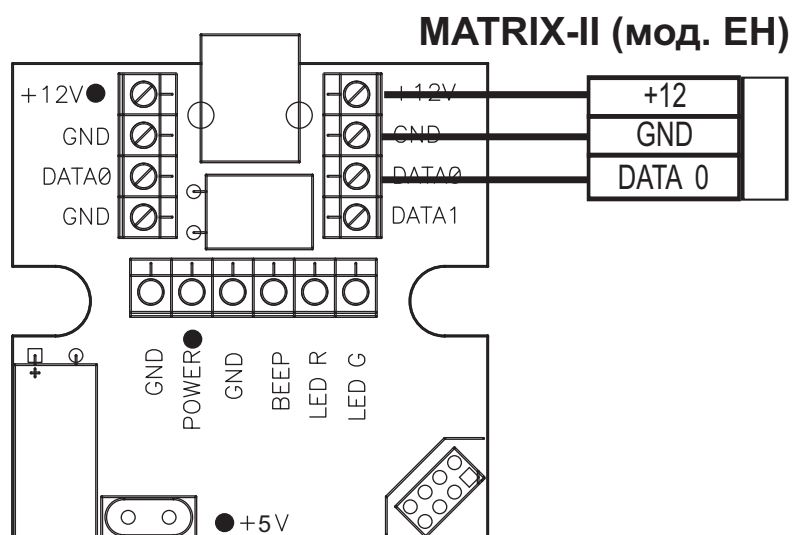 MATRIX-II (мод. EH)
+12V +12V +12
GND GND GND
DATA0 DATA0 DATA 0
GND DATA1
GND
POWER
GND
BEEP
LED R
LED G
+
+5V